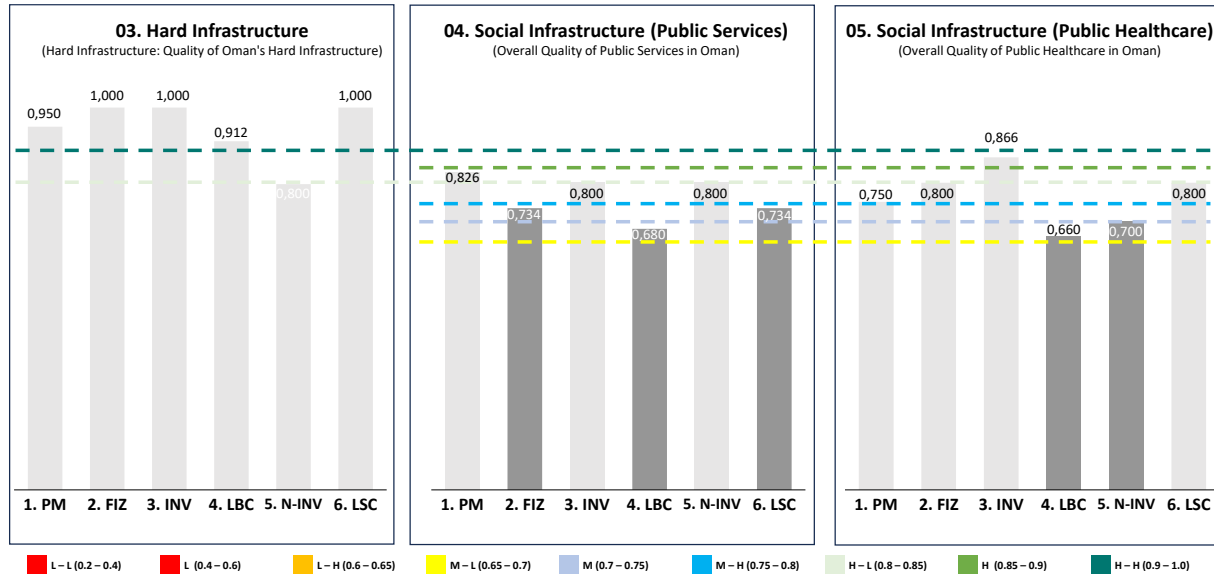 03. Hard Infrastructure
(Hard Infrastructure: Quality of Oman's Hard Infrastructure)
0,950
1,000
1,000
0,912
0,800
1,000
1. PM
2. FIZ
3. INV
4. LBC
5. N-INV
6. LSC
04. Social Infrastructure (Public Services)
(Overall Quality of Public Services in Oman)
0,826
0,734
0,800
0,680
0,800
0,734
1. PM
2. FIZ
3. INV
4. LBC
5. N-INV
6. LSC
05. Social Infrastructure (Public Healthcare)
(Overall Quality of Public Healthcare in Oman)
0,750
0,800
0,866
0,660
0,700
0,800
1. PM
2. FIZ
3. INV
4. LBC
5. N-INV
6. LSC
L – L (0.2 – 0.4)
L (0.4 – 0.6)
L – H (0.6 – 0.65)
M – L (0.65 – 0.7)
M (0.7 – 0.75)
M – H (0.75 – 0.8)
H – L (0.8 – 0.85)
H (0.85 – 0.9)
H – H (0.9 – 1.0)